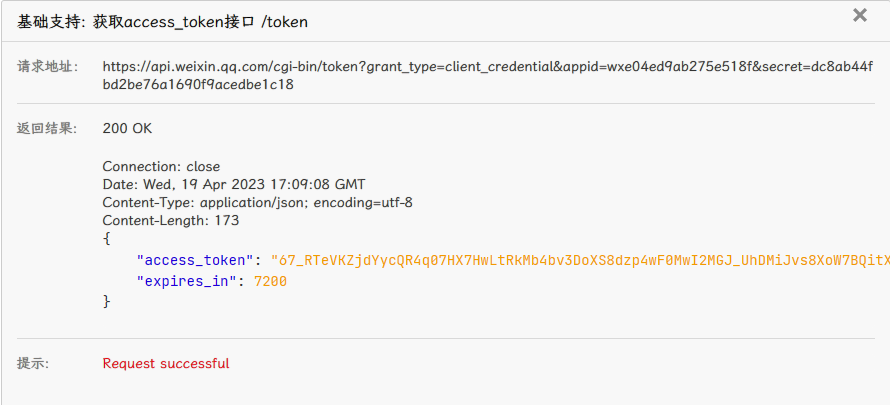 基础支持: 获取access_token接口 /token
请求地址: https://api.weixin.qq.com/cgi-bin/token?grant_type=client_credential&appid=wxe04ed9ab275e518f&secret=dc8ab44f
bd2be76a1690f9acedbe1c18
返回结果: 200 OK
Connection: close
Date: Wed, 19 Apr 2023 17:09:08 GMT
Content-Type: application/json; encoding=utf-8
Content-Length: 173
{
"access_token": "67_RTeVKZjdYycQR4q07HX7HwLtRkMb4bv3DoXS8dzp4wF0MwI2MGJ_UhDMiJvs8XoW7BQitX
"expires_in": 7200
}
提示: Request successful